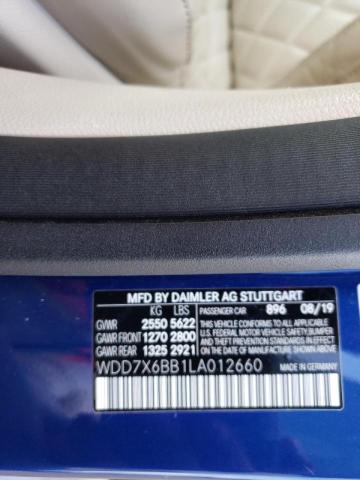 MFD BY DAIMLER AG STUTTGART
KG LBS
GVWR 2550 5622
GAWR FRONT 1270 2800
GAWR REAR 1325 2921
PASSENGER CAR 896 08/19
THIS VEHICLE CONFORMS TO ALL APPLICABLE
U.S. FEDERAL MOTOR VEHICLE SAFETY, BUMPER
AND THEFT PREVENTION STANDARDS IN EFFECT
ON THE DATE OF MANUFACTURE SHOWN ABOVE.
WDD7X6BB1LA012660 MADE IN GERMANY